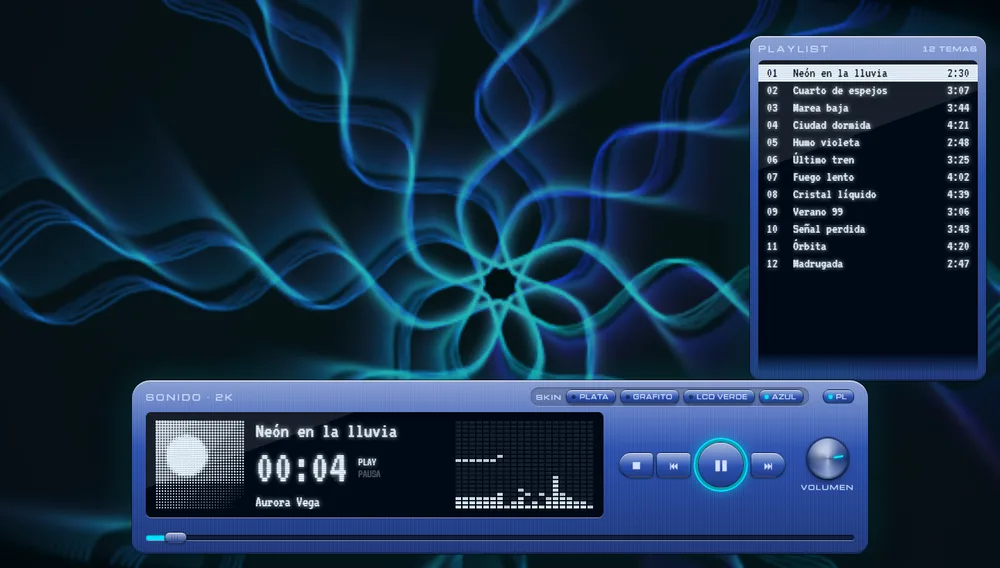 PLAYLIST 12 TEMAS
01 Neón en la lluvia 2:30
02 Cuarto de espejos 3:07
03 Marea baja 3:44
04 Ciudad dormida 4:21
05 Humo violeta 2:48
06 Último tren 3:25
07 Fuego lento 4:02
08 Cristal líquido 4:39
09 Verano 99 3:06
10 Señal perdida 3:43
11 Órbita 4:20
12 Madrugada 2:47
SONIDO · 2K SKIN PLATA GRAFITO LCD VERDE AZUL PL
Neón en la lluvia
00:04 PLAY
PAUSA
Aurora Vega
VOLUMEN